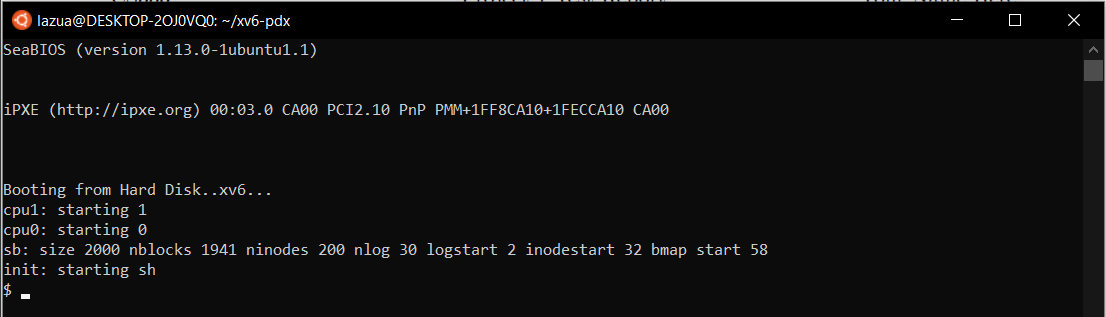 lazua@DESKTOP-2OJ0VQ0: ~/xv6-pdx
SeaBIOS (version 1.13.0-1ubuntu1.1)
iPXE (http://ipxe.org) 00:03.0 CA00 PCI2.10 PnP PMM+1FF8CA10+1FECCA10 CA00
Booting from Hard Disk..xv6...
cpu1: starting 1
cpu0: starting 0
sb: size 2000 nblocks 1941 ninodes 200 nlog 30 logstart 2 inodestart 32 bmap start 58
init: starting sh
$